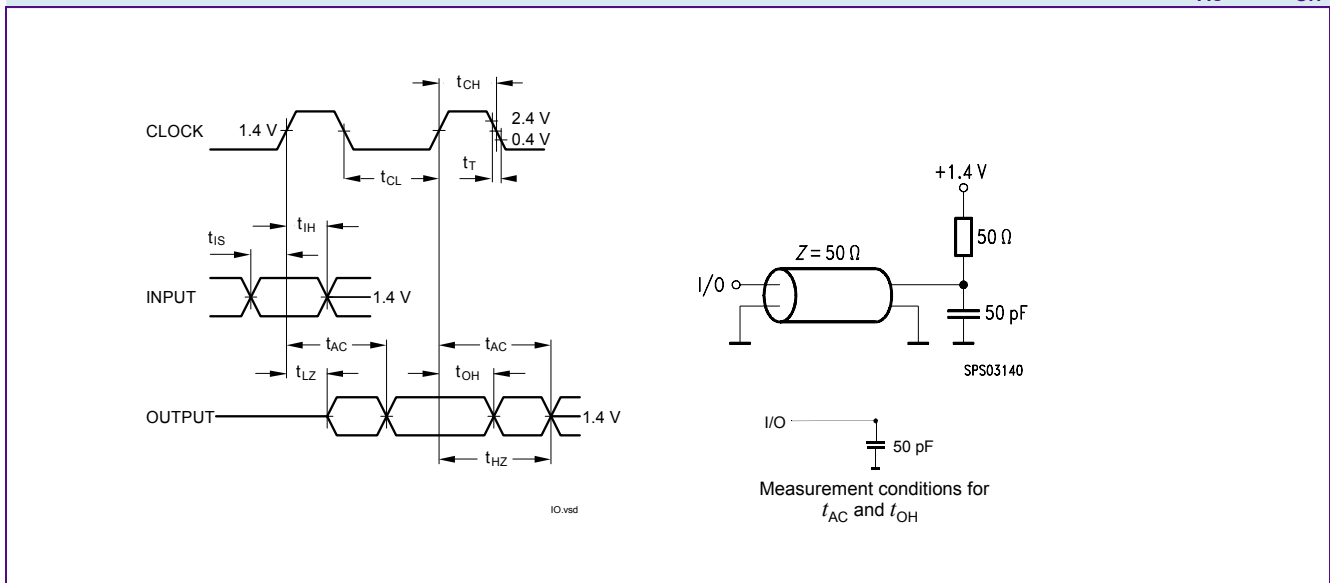 tCH
2.4 V
CLOCK
1.4 V
0.4 V
tT
tCL
tIH
tIS
INPUT
1.4 V
tAC
tAC
tLZ
tOH
OUTPUT
1.4 V
tHZ
IO.vsd
+1.4 V
50 Ω
Z = 50 Ω
I/O
50 pF
SPS03140
I/O
50 pF
Measurement conditions for
tAC and tOH